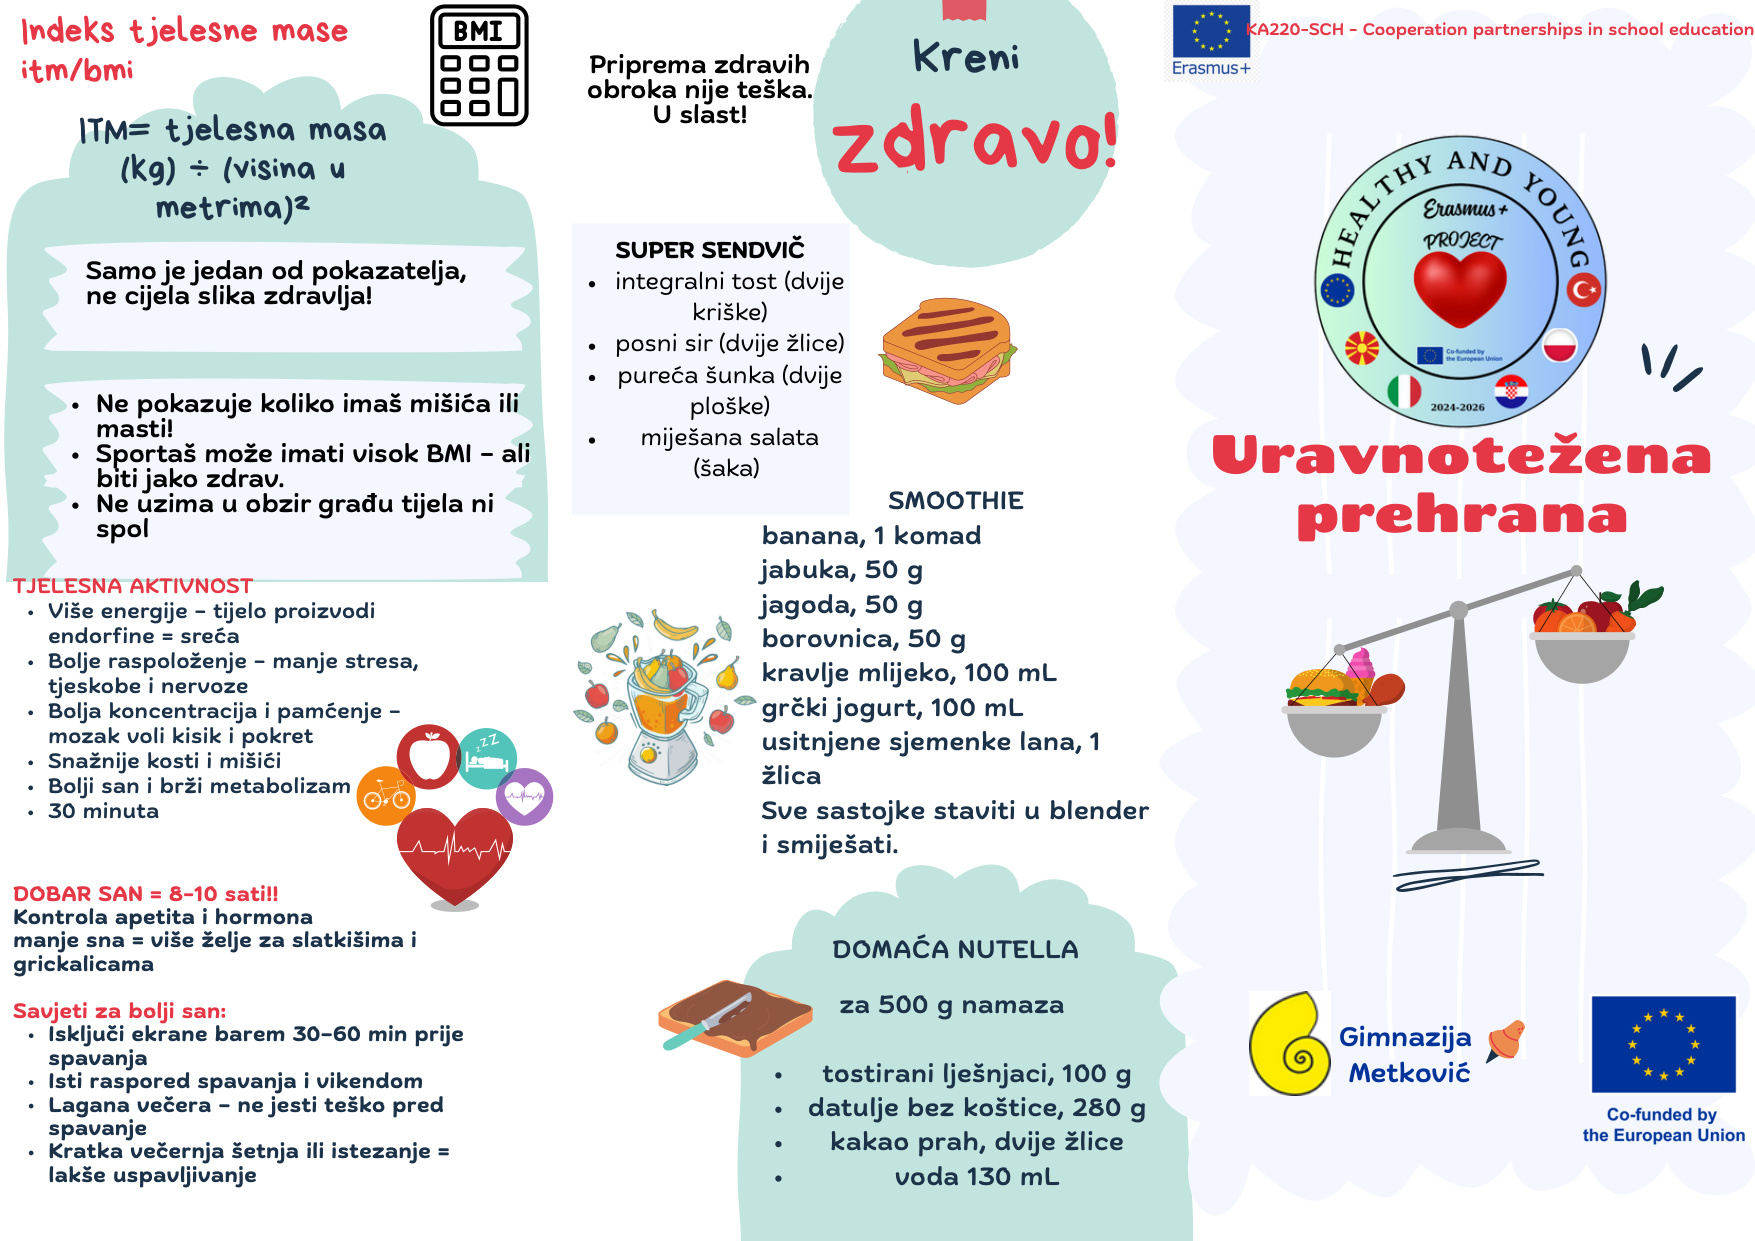 Indeks tjelesne mase
itm/bmi
BMI
ITM= tjelesna masa
(kg) ÷ (visina u
metrima)²
Samo je jedan od pokazatelja,
ne cijela slika zdravlja!
• Ne pokazuje koliko imaš mišića ili
masti!
• Sportaš može imati visok BMI – ali
biti jako zdrav.
• Ne uzima u obzir građu tijela ni
spol
TJELESNA AKTIVNOST
• Više energije – tijelo proizvodi
endorfine = sreća
• Bolje raspoloženje – manje stresa,
tjeskobe i nervoze
• Bolja koncentracija i pamćenje –
mozak voli kisik i pokret
• Snažnije kosti i mišići
• Bolji san i brži metabolizam
• 30 minuta
zzZ
DOBAR SAN = 8-10 sati!!
Kontrola apetita i hormona
manje sna = više želje za slatkišima i
grickalicama
Savjeti za bolji san:
• Isključi ekrane barem 30–60 min prije
spavanja
• Isti raspored spavanja i vikendom
• Lagana večera – ne jesti teško pred
spavanje
• Kratka večernja šetnja ili istezanje =
lakše uspavljivanje
Priprema zdravih
obroka nije teška.
U slast!
Kreni
zdravo!
SUPER SENDVIČ
• integralni tost (dvije
kriške)
• posni sir (dvije žlice)
• pureća šunka (dvije
ploške)
• miješana salata
(šaka)
SMOOTHIE
banana, 1 komad
jabuka, 50 g
jagoda, 50 g
borovnica, 50 g
kravlje mlijeko, 100 mL
grčki jogurt, 100 mL
usitnjene sjemenke lana, 1
žlica
Sve sastojke staviti u blender
i smiješati.
DOMAĆA NUTELLA
za 500 g namaza
• tostirani lješnjaci, 100 g
• datulje bez koštice, 280 g
• kakao prah, dvije žlice
• voda 130 mL
Erasmus+
KA220-SCH - Cooperation partnerships in school education
HEALTHY AND YOUNG
Erasmus+
PROJECT
Co-funded by
the European Union
2024-2026
Uravnotežena
prehrana
Gimnazija
Metković
Co-funded by
the European Union